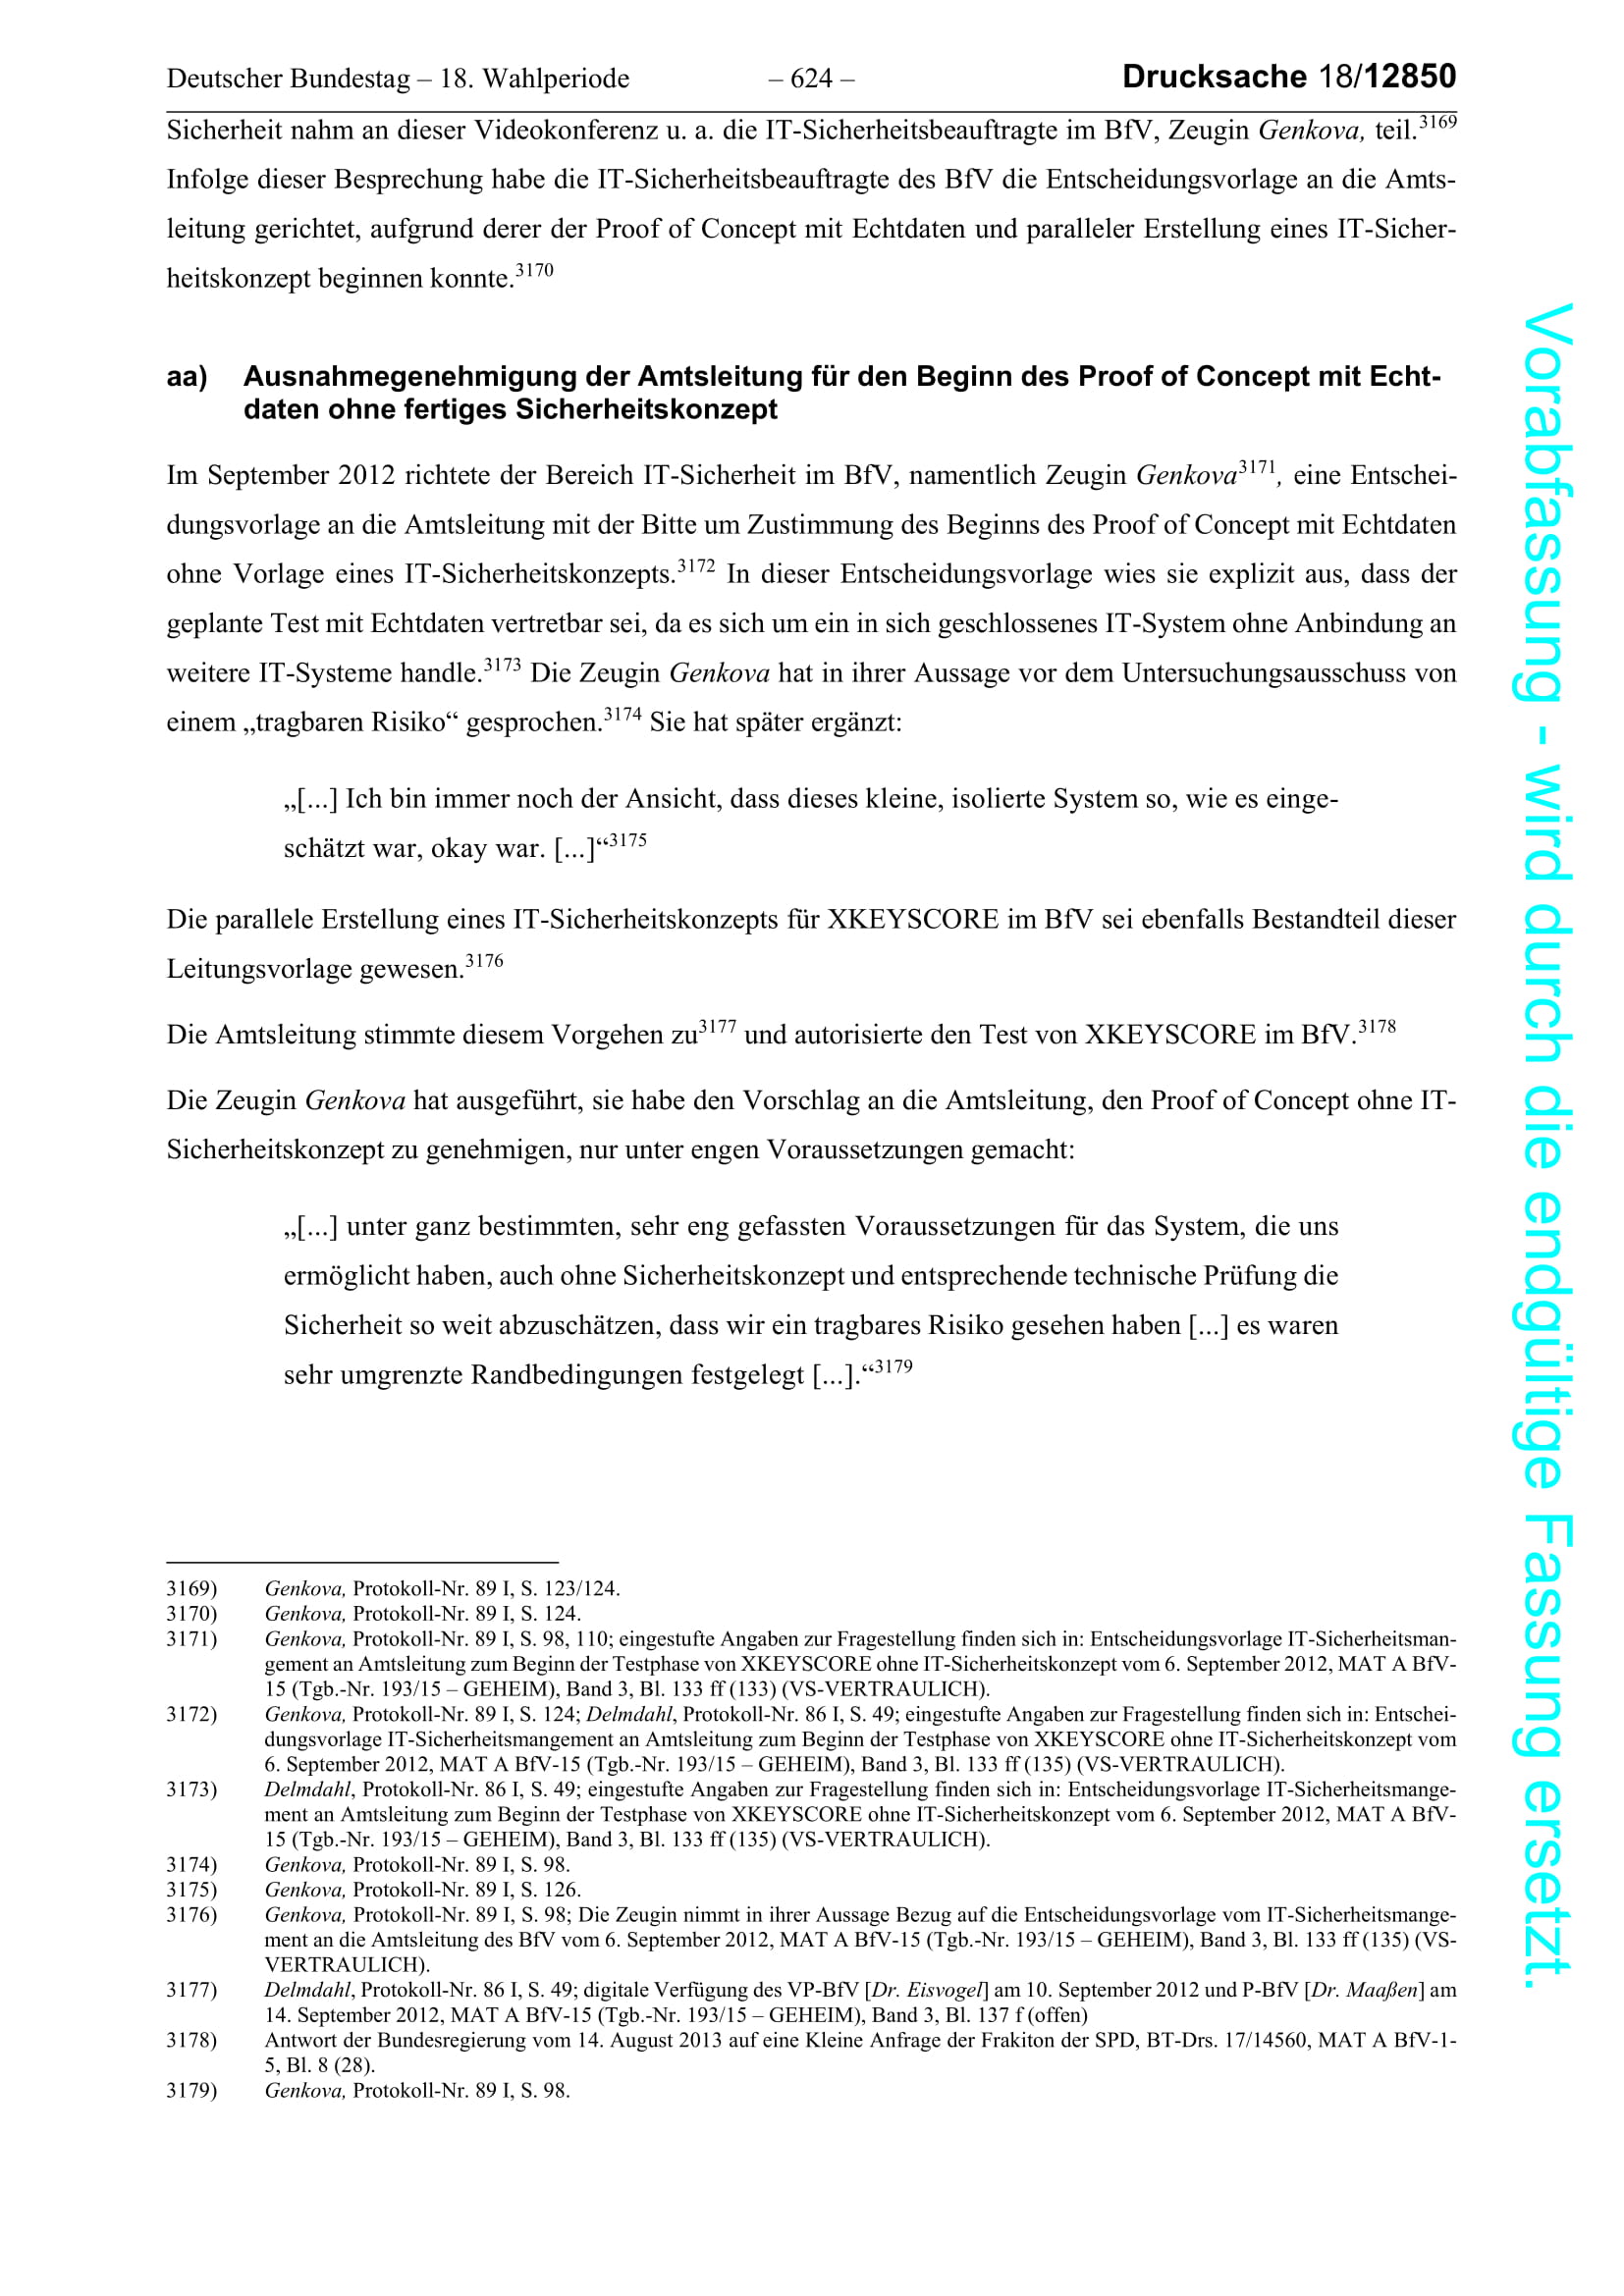 Deutscher Bundestag – 18. Wahlperiode – 624 – Drucksache 18/12850
Sicherheit nahm an dieser Videokonferenz u. a. die IT-Sicherheitsbeauftragte im BfV, Zeugin Genkova, teil.3169
Infolge dieser Besprechung habe die IT-Sicherheitsbeauftragte des BfV die Entscheidungsvorlage an die Amts-
leitung gerichtet, aufgrund derer der Proof of Concept mit Echtdaten und paralleler Erstellung eines IT-Sicher-
heitskonzept beginnen konnte.3170
aa) Ausnahmegenehmigung der Amtsleitung für den Beginn des Proof of Concept mit Echt-
daten ohne fertiges Sicherheitskonzept
Im September 2012 richtete der Bereich IT-Sicherheit im BfV, namentlich Zeugin Genkova3171, eine Entschei-
dungsvorlage an die Amtsleitung mit der Bitte um Zustimmung des Beginns des Proof of Concept mit Echtdaten
ohne Vorlage eines IT-Sicherheitskonzepts.3172 In dieser Entscheidungsvorlage wies sie explizit aus, dass der
geplante Test mit Echtdaten vertretbar sei, da es sich um ein in sich geschlossenes IT-System ohne Anbindung an
weitere IT-Systeme handle.3173 Die Zeugin Genkova hat in ihrer Aussage vor dem Untersuchungsausschuss von
einem „tragbaren Risiko“ gesprochen.3174 Sie hat später ergänzt:
„[...] Ich bin immer noch der Ansicht, dass dieses kleine, isolierte System so, wie es einge-
schätzt war, okay war. [...]“3175
Die parallele Erstellung eines IT-Sicherheitskonzepts für XKEYSCORE im BfV sei ebenfalls Bestandteil dieser
Leitungsvorlage gewesen.3176
Die Amtsleitung stimmte diesem Vorgehen zu3177 und autorisierte den Test von XKEYSCORE im BfV.3178
Die Zeugin Genkova hat ausgeführt, sie habe den Vorschlag an die Amtsleitung, den Proof of Concept ohne IT-
Sicherheitskonzept zu genehmigen, nur unter engen Voraussetzungen gemacht:
„[...] unter ganz bestimmten, sehr eng gefassten Voraussetzungen für das System, die uns
ermöglicht haben, auch ohne Sicherheitskonzept und entsprechende technische Prüfung die
Sicherheit so weit abzuschätzen, dass wir ein tragbares Risiko gesehen haben [...] es waren
sehr umgrenzte Randbedingungen festgelegt [...].“3179
3169) Genkova, Protokoll-Nr. 89 I, S. 123/124.
3170) Genkova, Protokoll-Nr. 89 I, S. 124.
3171) Genkova, Protokoll-Nr. 89 I, S. 98, 110; eingestufte Angaben zur Fragestellung finden sich in: Entscheidungsvorlage IT-Sicherheitsman-
gement an Amtsleitung zum Beginn der Testphase von XKEYSCORE ohne IT-Sicherheitskonzept vom 6. September 2012, MAT A BfV-
15 (Tgb.-Nr. 193/15 – GEHEIM), Band 3, Bl. 133 ff (133) (VS-VERTRAULICH).
3172) Genkova, Protokoll-Nr. 89 I, S. 124; Delmdahl, Protokoll-Nr. 86 I, S. 49; eingestufte Angaben zur Fragestellung finden sich in: Entschei-
dungsvorlage IT-Sicherheitsmangement an Amtsleitung zum Beginn der Testphase von XKEYSCORE ohne IT-Sicherheitskonzept vom
6. September 2012, MAT A BfV-15 (Tgb.-Nr. 193/15 – GEHEIM), Band 3, Bl. 133 ff (135) (VS-VERTRAULICH).
3173) Delmdahl, Protokoll-Nr. 86 I, S. 49; eingestufte Angaben zur Fragestellung finden sich in: Entscheidungsvorlage IT-Sicherheitsmange-
ment an Amtsleitung zum Beginn der Testphase von XKEYSCORE ohne IT-Sicherheitskonzept vom 6. September 2012, MAT A BfV-
15 (Tgb.-Nr. 193/15 – GEHEIM), Band 3, Bl. 133 ff (135) (VS-VERTRAULICH).
3174) Genkova, Protokoll-Nr. 89 I, S. 98.
3175) Genkova, Protokoll-Nr. 89 I, S. 126.
3176) Genkova, Protokoll-Nr. 89 I, S. 98; Die Zeugin nimmt in ihrer Aussage Bezug auf die Entscheidungsvorlage vom IT-Sicherheitsmange-
ment an die Amtsleitung des BfV vom 6. September 2012, MAT A BfV-15 (Tgb.-Nr. 193/15 – GEHEIM), Band 3, Bl. 133 ff (135) (VS-
VERTRAULICH).
3177) Delmdahl, Protokoll-Nr. 86 I, S. 49; digitale Verfügung des VP-BfV [Dr. Eisvogel] am 10. September 2012 und P-BfV [Dr. Maaßen] am
14. September 2012, MAT A BfV-15 (Tgb.-Nr. 193/15 – GEHEIM), Band 3, Bl. 137 f (offen)
3178) Antwort der Bundesregierung vom 14. August 2013 auf eine Kleine Anfrage der Frakiton der SPD, BT-Drs. 17/14560, MAT A BfV-1-
5, Bl. 8 (28).
3179) Genkova, Protokoll-Nr. 89 I, S. 98.
Vorabfassung - wird durch die endgültige Fassung ersetzt.